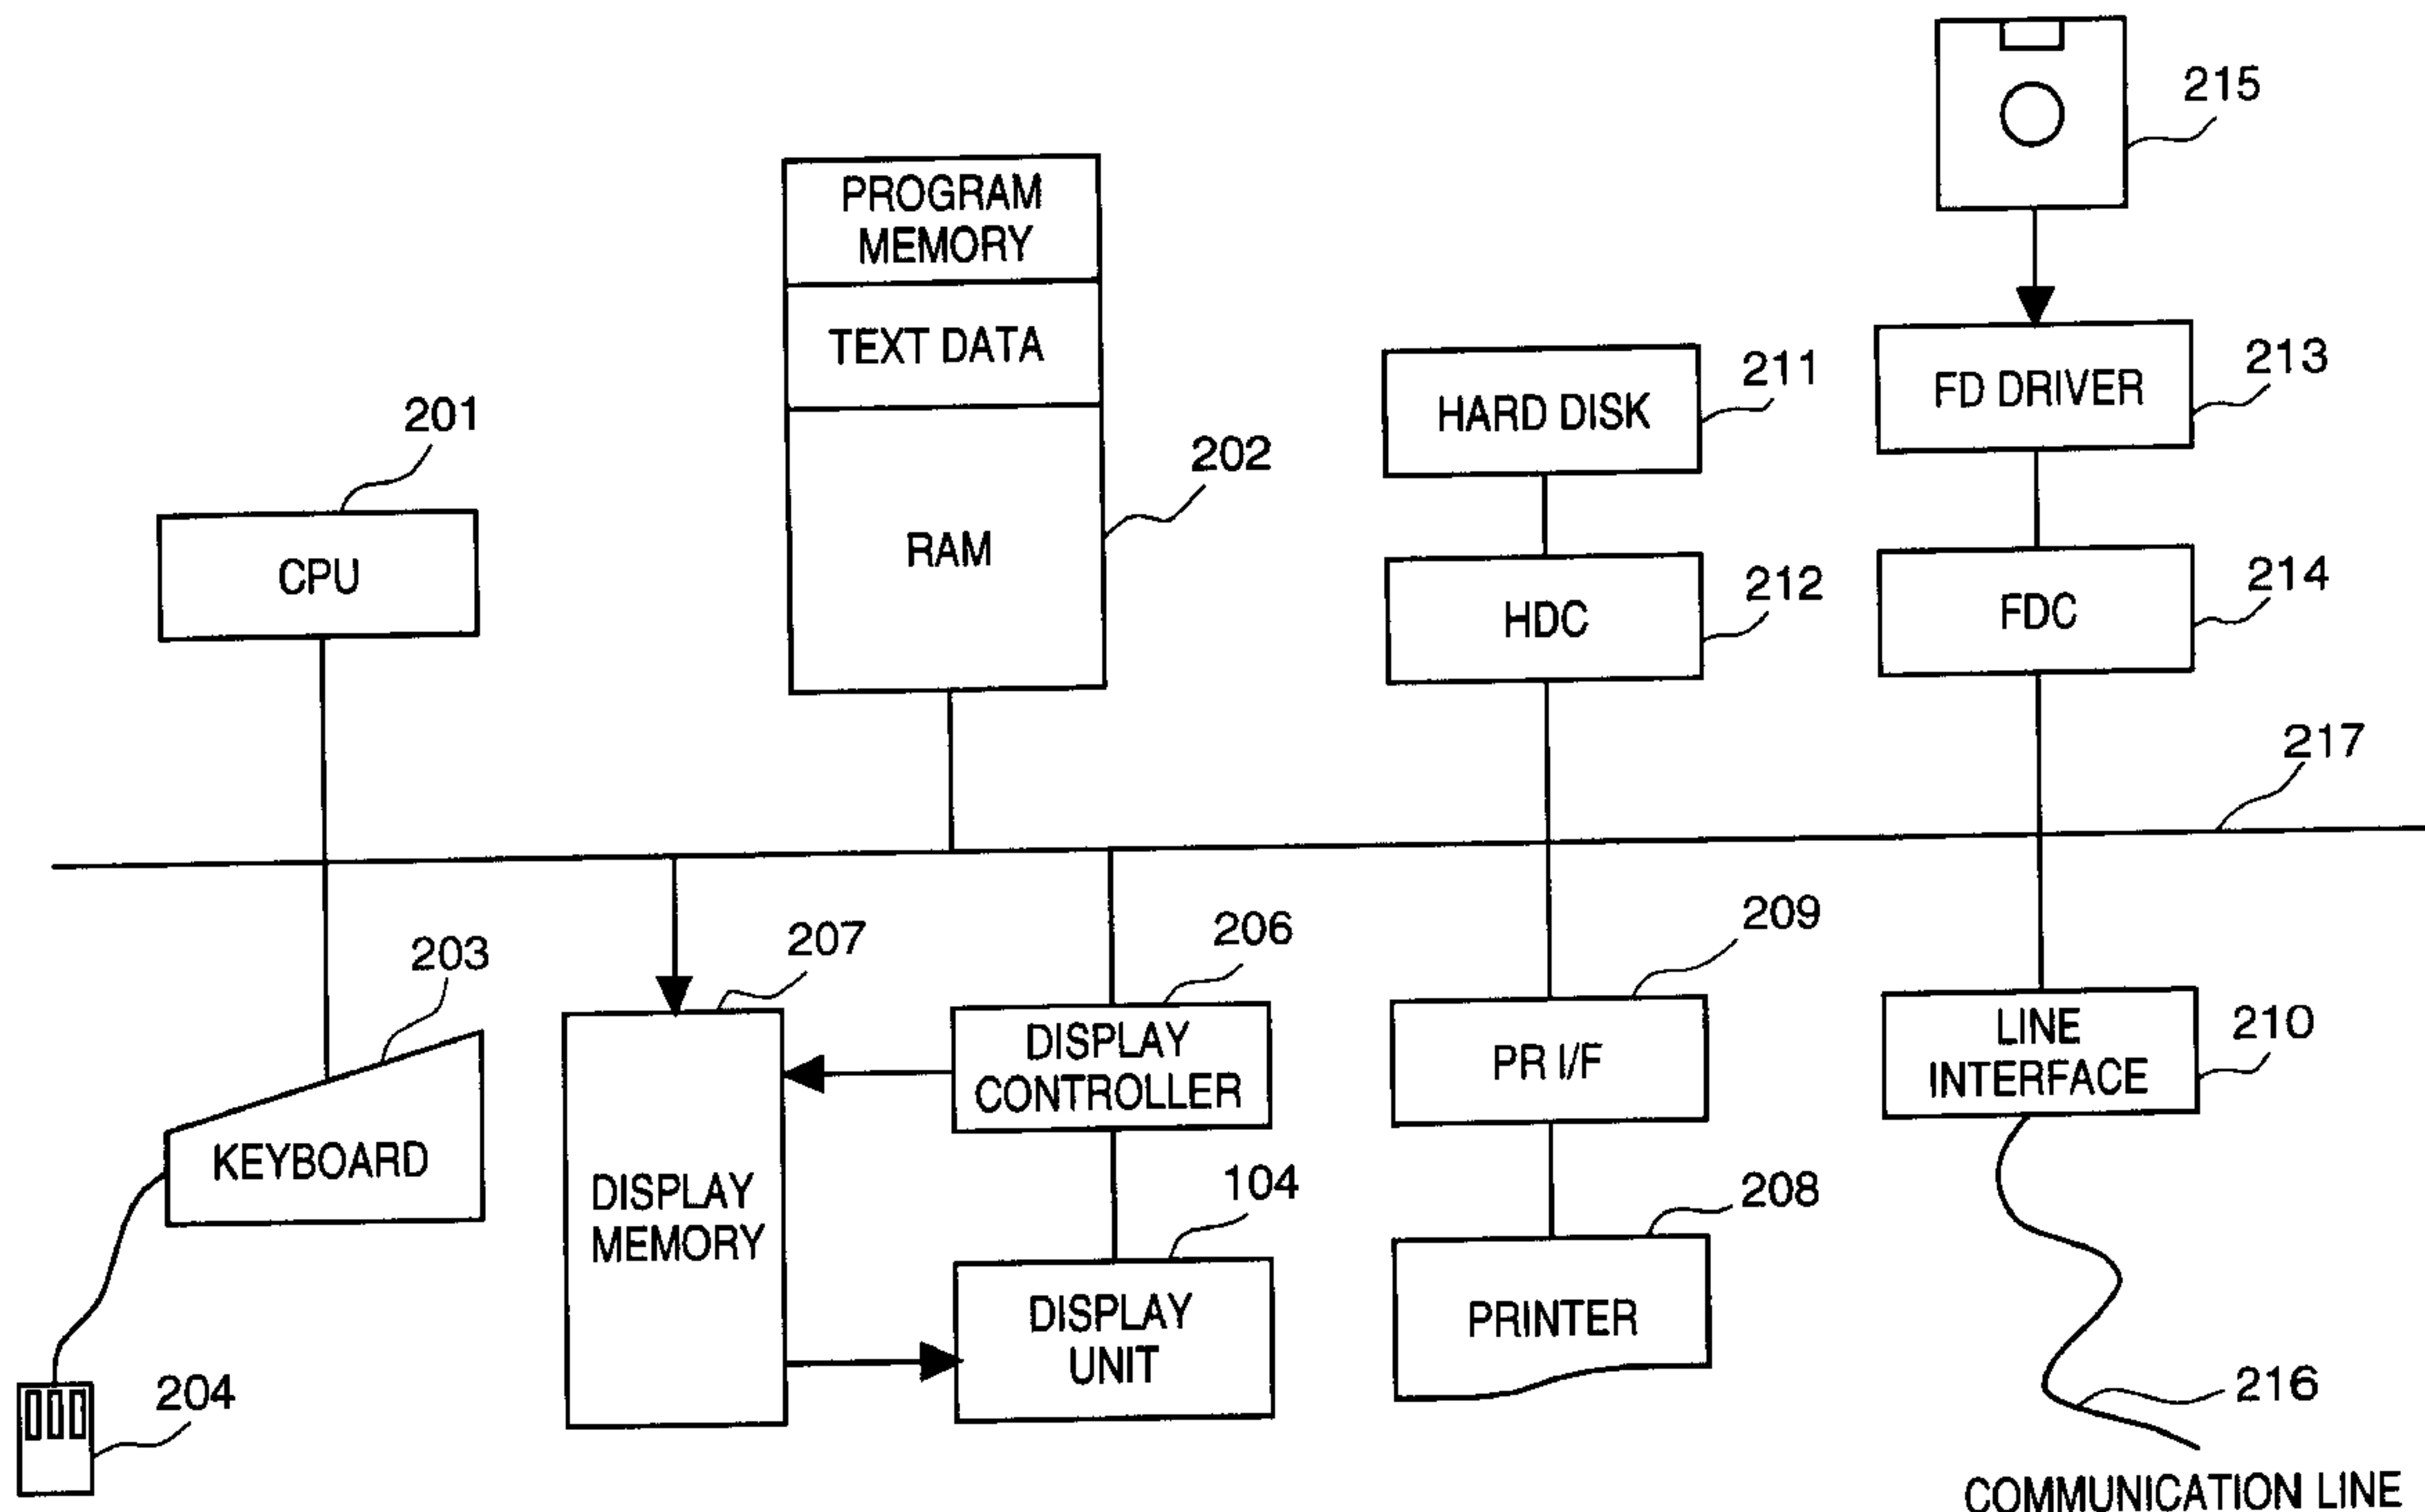 215
PROGRAM
MEMORY
TEXT DATA
RAM
202
201
CPU
HARD DISK
211
HDC
212
FD DRIVER
213
FDC
214
217
203
KEYBOARD
204
207
DISPLAY
MEMORY
206
DISPLAY
CONTROLLER
104
DISPLAY
UNIT
209
PR I/F
208
PRINTER
LINE
INTERFACE
210
216
COMMUNICATION LINE